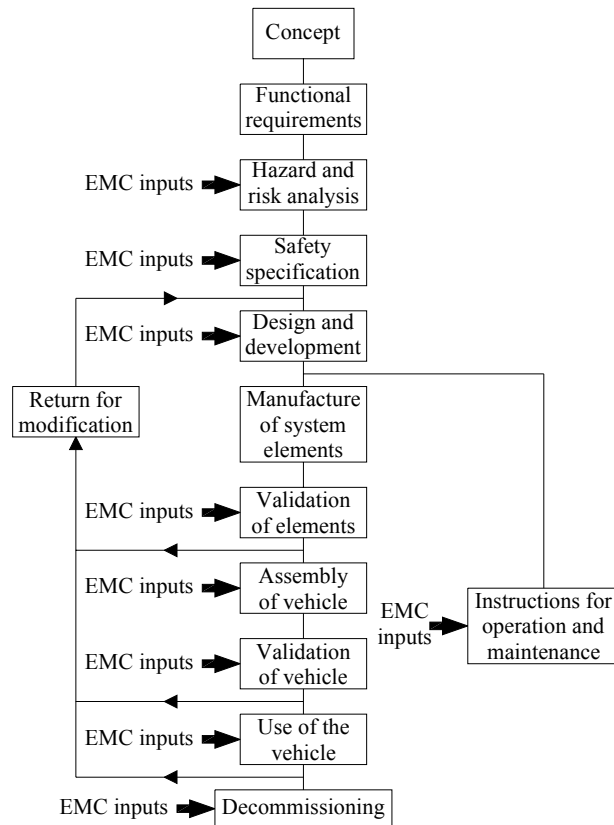 Concept
Functional
requirements
EMC inputs
Hazard and
risk analysis
EMC inputs
Safety
specification
EMC inputs
Design and
development
Return for
modification
Manufacture
of system
elements
EMC inputs
Validation
of elements
EMC inputs
Assembly
of vehicle
EMC
inputs
Instructions for
operation and
maintenance
EMC inputs
Validation
of vehicle
EMC inputs
Use of the
vehicle
EMC inputs
Decommissioning